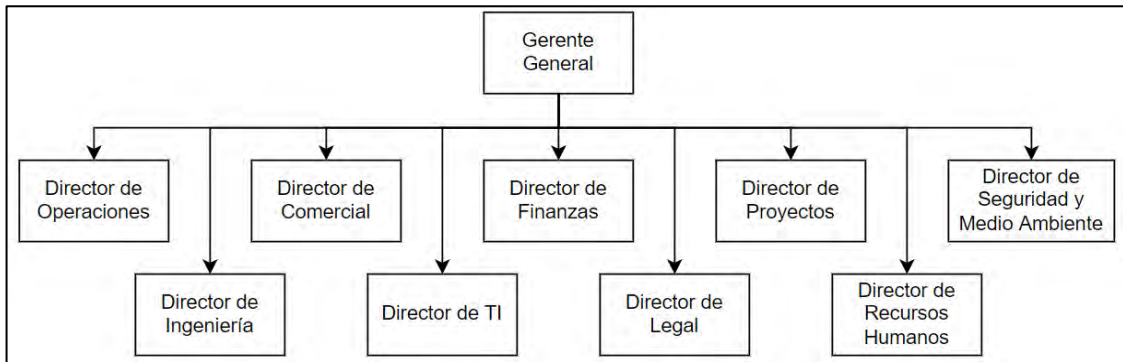 Gerente
General
Director de
Operaciones
Director de
Comercial
Director de
Finanzas
Director de
Proyectos
Director de
Seguridad y
Medio Ambiente
Director de
Ingeniería
Director de TI
Director de
Legal
Director de
Recursos
Humanos